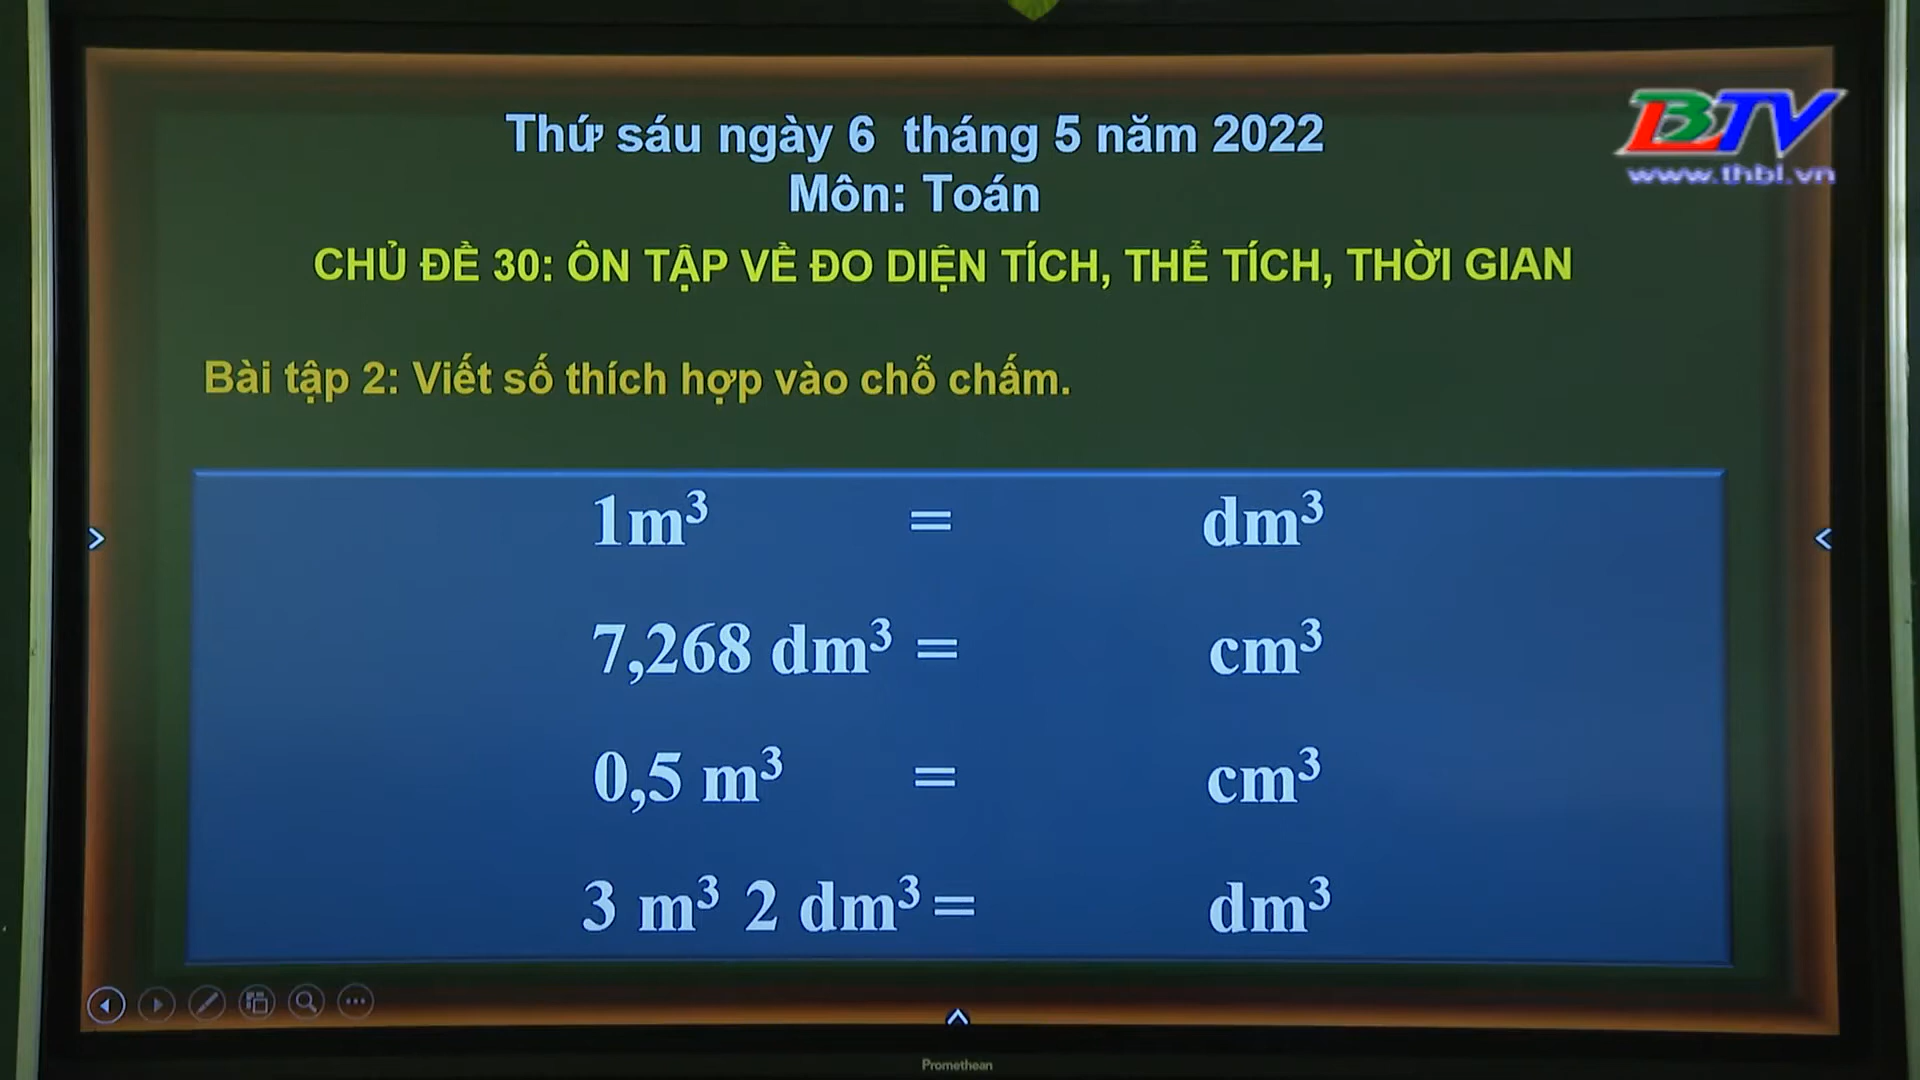 BTV
www.thbl.vn
Thứ sáu ngày 6 tháng 5 năm 2022
Môn: Toán
CHỦ ĐỀ 30: ÔN TẬP VỀ ĐO DIỆN TÍCH, THỂ TÍCH, THỜI GIAN
Bài tập 2: Viết số thích hợp vào chỗ chấm.
1m³ = dm³
7,268 dm³ = cm³
0,5 m³ = cm³
3 m³ 2 dm³ = dm³
Promethean